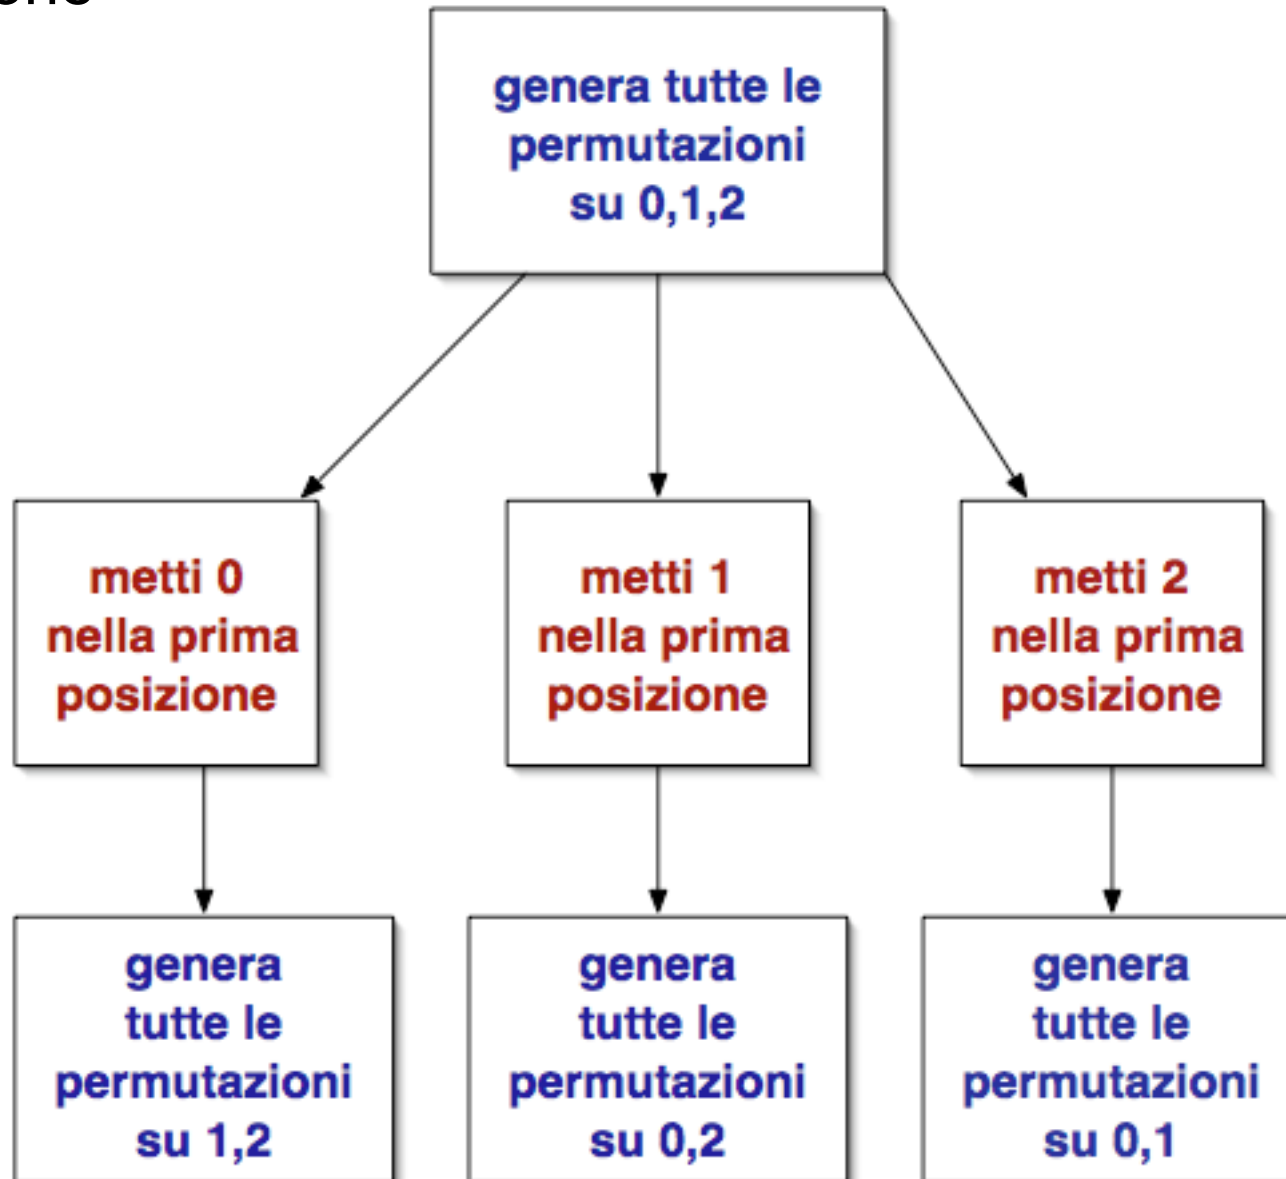 genera tutte le
permutazioni
su 0,1,2
metti 0
nella prima
posizione
metti 1
nella prima
posizione
metti 2
nella prima
posizione
genera
tutte le
permutazioni
su 1,2
genera
tutte le
permutazioni
su 0,2
genera
tutte le
permutazioni
su 0,1